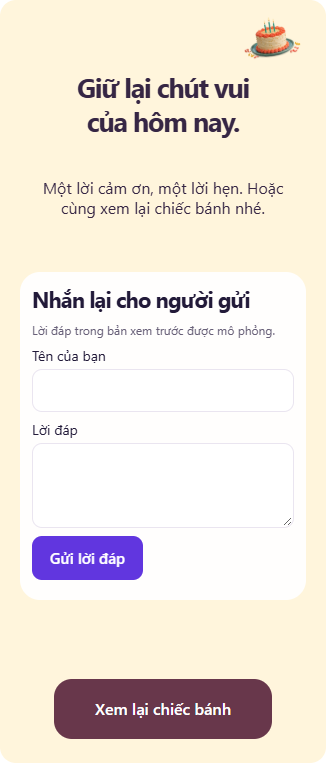 Giữ lại chút vui
của hôm nay.
Một lời cảm ơn, một lời hẹn. Hoặc
cùng xem lại chiếc bánh nhé.
Nhắn lại cho người gửi
Lời đáp trong bản xem trước được mô phỏng.
Tên của bạn
Lời đáp
Gửi lời đáp
Xem lại chiếc bánh